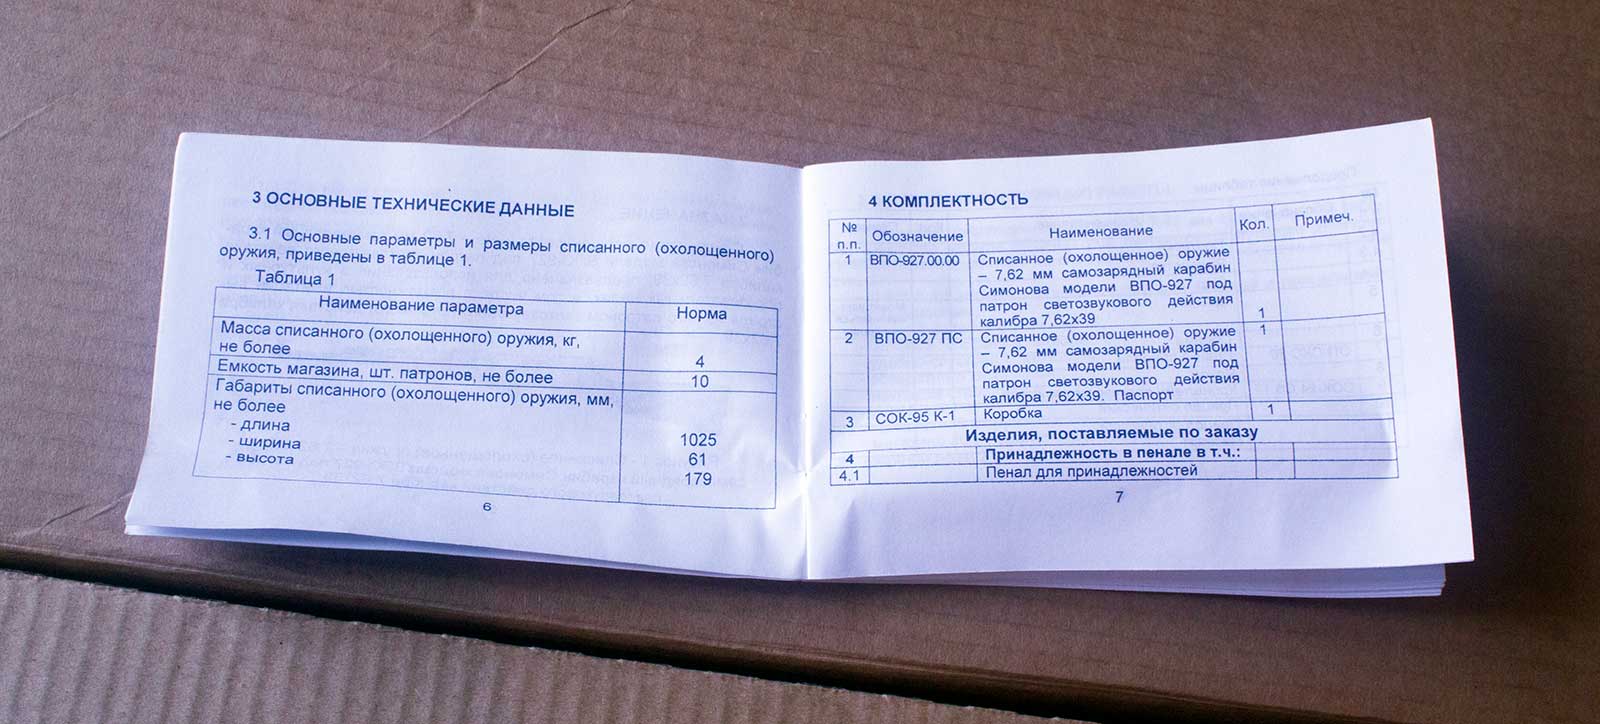 3 ОСНОВНЫЕ ТЕХНИЧЕСКИЕ ДАННЫЕ
3.1 Основные параметры и размеры списанного (охолощенного)
оружия, приведены в таблице 1.
Таблица 1
Наименование параметра Норма
Масса списанного (охолощенного) оружия, кг,
не более 4
Емкость магазина, шт. патронов, не более 10
Габариты списанного (охолощенного) оружия, мм,
не более
- длина 1025
- ширина 61
- высота 179
6
4 КОМПЛЕКТНОСТЬ
№
п.п. Обозначение Наименование Кол. Примеч.
1 ВПО-927.00.00 Списанное (охолощенное) оружие
– 7,62 мм самозарядный карабин
Симонова модели ВПО-927 под
патрон светозвукового действия
калибра 7,62х39 1
2 ВПО-927 ПС Списанное (охолощенное) оружие 1
– 7,62 мм самозарядный карабин
Симонова модели ВПО-927 под
патрон светозвукового действия
калибра 7,62х39. Паспорт
3 СОК-95 К-1 Коробка 1
Изделия, поставляемые по заказу
4 Принадлежность в пенале в т.ч.:
4.1 Пенал для принадлежностей
7